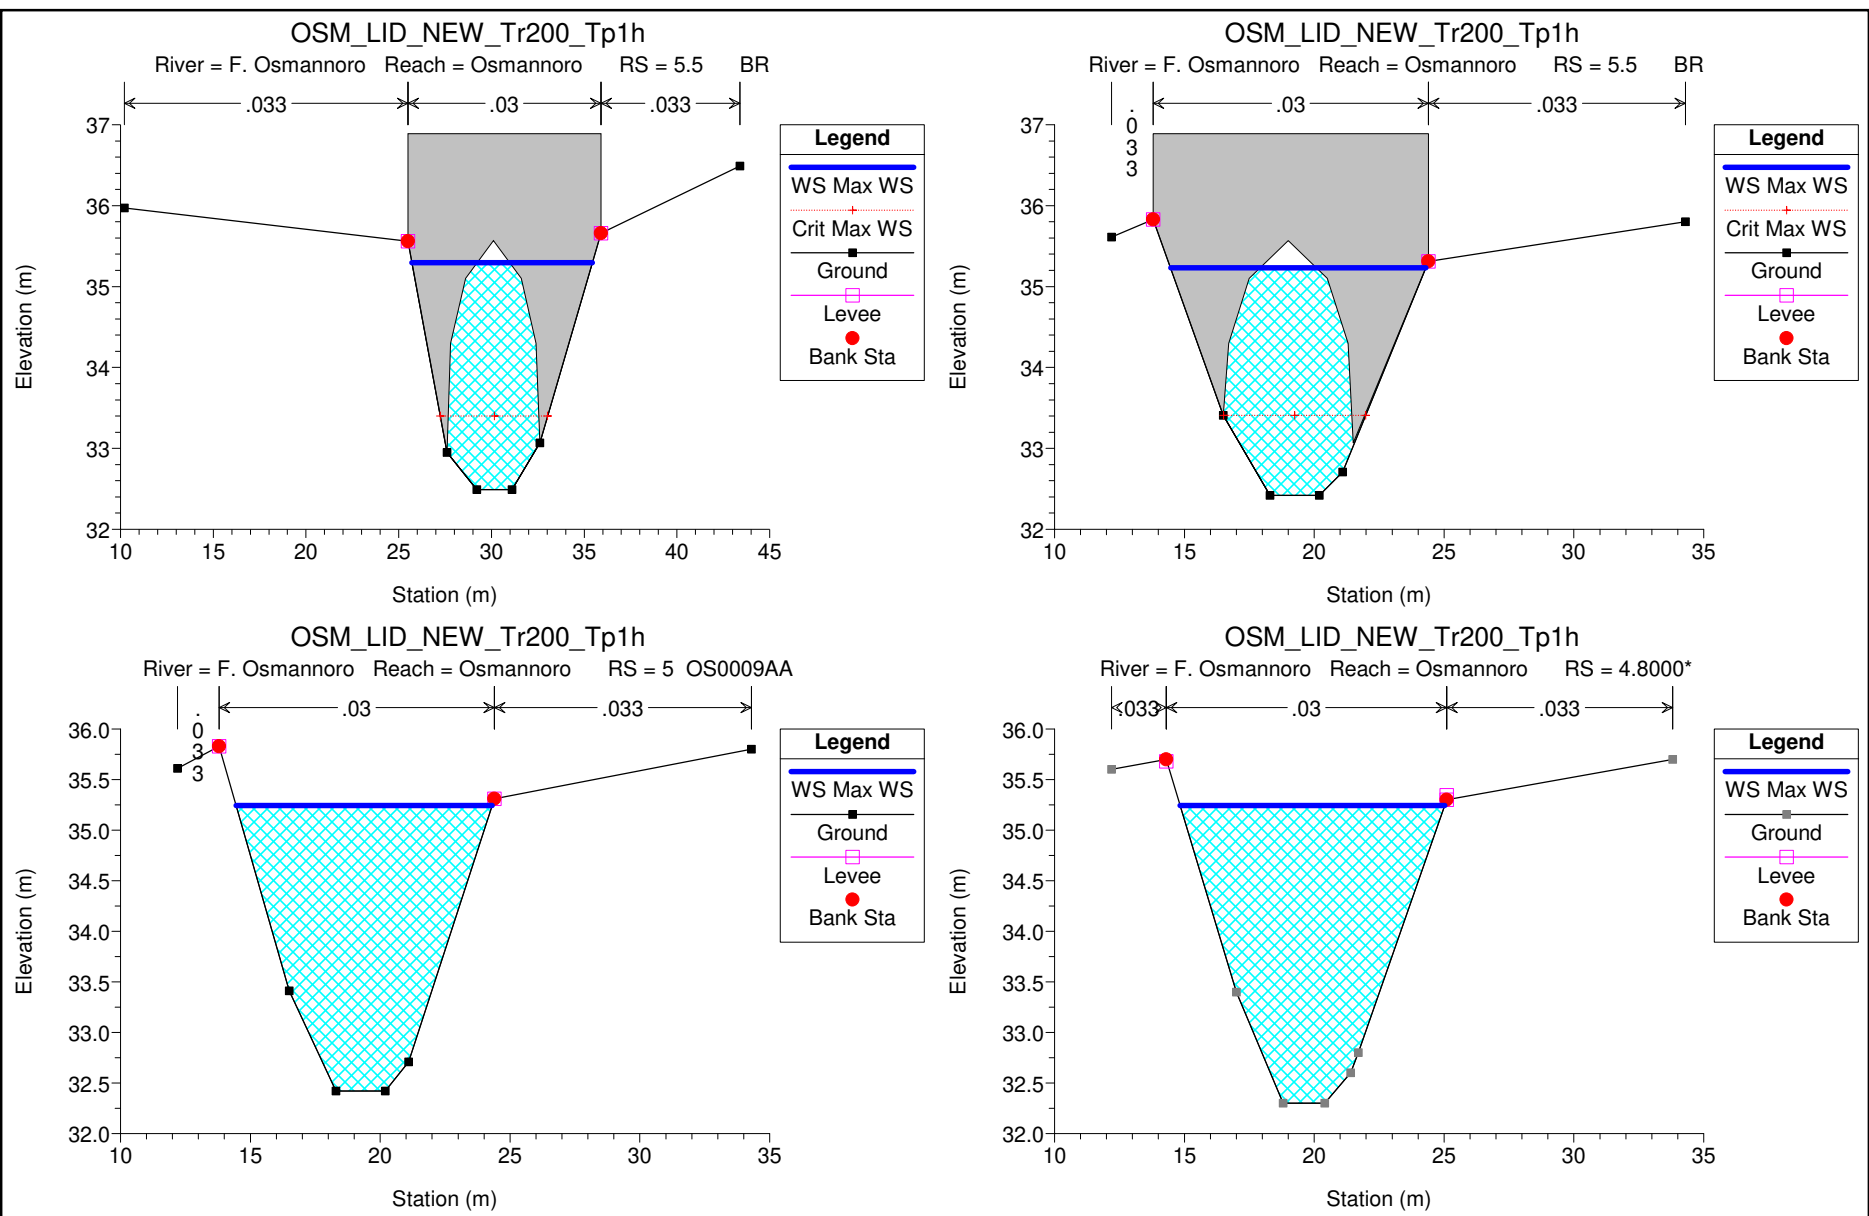 OSM_LID_NEW_Tr200_Tp1h
River = F. Osmannoro Reach = Osmannoro RS = 5.5 BR
.033 .03 .033
37
36
35
34
33
32
10 15 20 25 30 35 40 45
Elevation (m)
Station (m)
Legend
WS Max WS
Crit Max WS
Ground
Levee
Bank Sta
OSM_LID_NEW_Tr200_Tp1h
River = F. Osmannoro Reach = Osmannoro RS = 5.5 BR
.033 .03 .033
37
36
35
34
33
32
10 15 20 25 30 35
Elevation (m)
Station (m)
Legend
WS Max WS
Crit Max WS
Ground
Levee
Bank Sta
OSM_LID_NEW_Tr200_Tp1h
River = F. Osmannoro Reach = Osmannoro RS = 5 OS0009AA
.033 .03 .033
36.0
35.5
35.0
34.5
34.0
33.5
33.0
32.5
32.0
10 15 20 25 30 35
Elevation (m)
Station (m)
Legend
WS Max WS
Ground
Levee
Bank Sta
OSM_LID_NEW_Tr200_Tp1h
River = F. Osmannoro Reach = Osmannoro RS = 4.8000*
.033 .03 .033
36.0
35.5
35.0
34.5
34.0
33.5
33.0
32.5
32.0
10 15 20 25 30 35
Elevation (m)
Station (m)
Legend
WS Max WS
Ground
Levee
Bank Sta